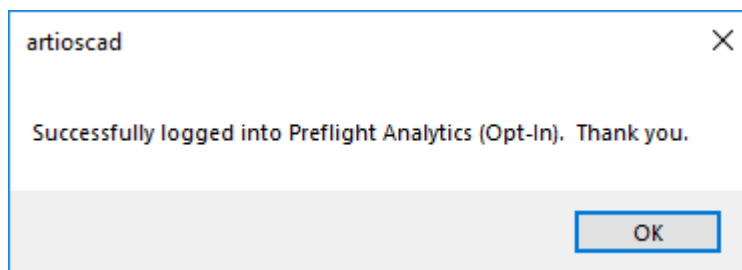 artioscad
Successfully logged into Preflight Analytics (Opt-In).  Thank you.
OK